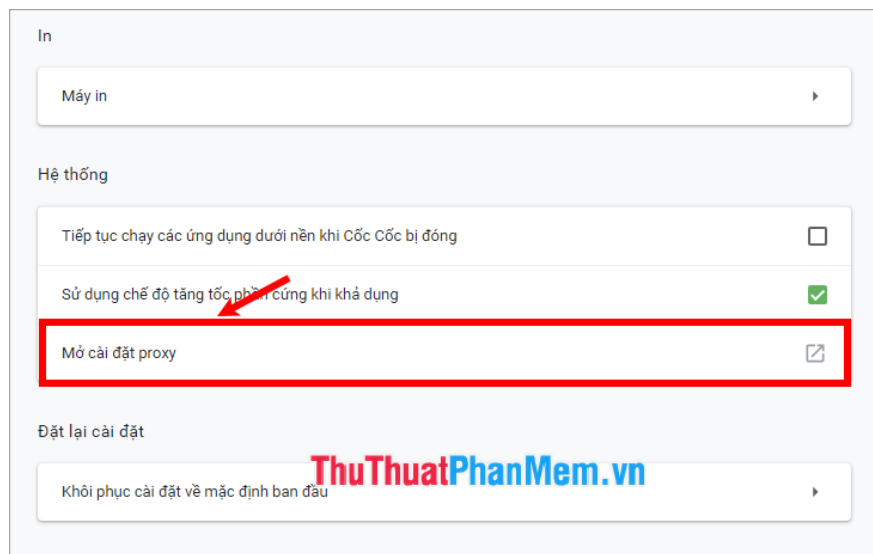 In
Máy in
Hệ thống
Tiếp tục chạy các ứng dụng dưới nền khi Cốc Cốc bị đóng
Sử dụng chế độ tăng tốc phần cứng khi khả dụng
Mở cài đặt proxy
Đặt lại cài đặt
ThuThuatPhanMem.vn
Khôi phục cài đặt về mặc định ban đầu